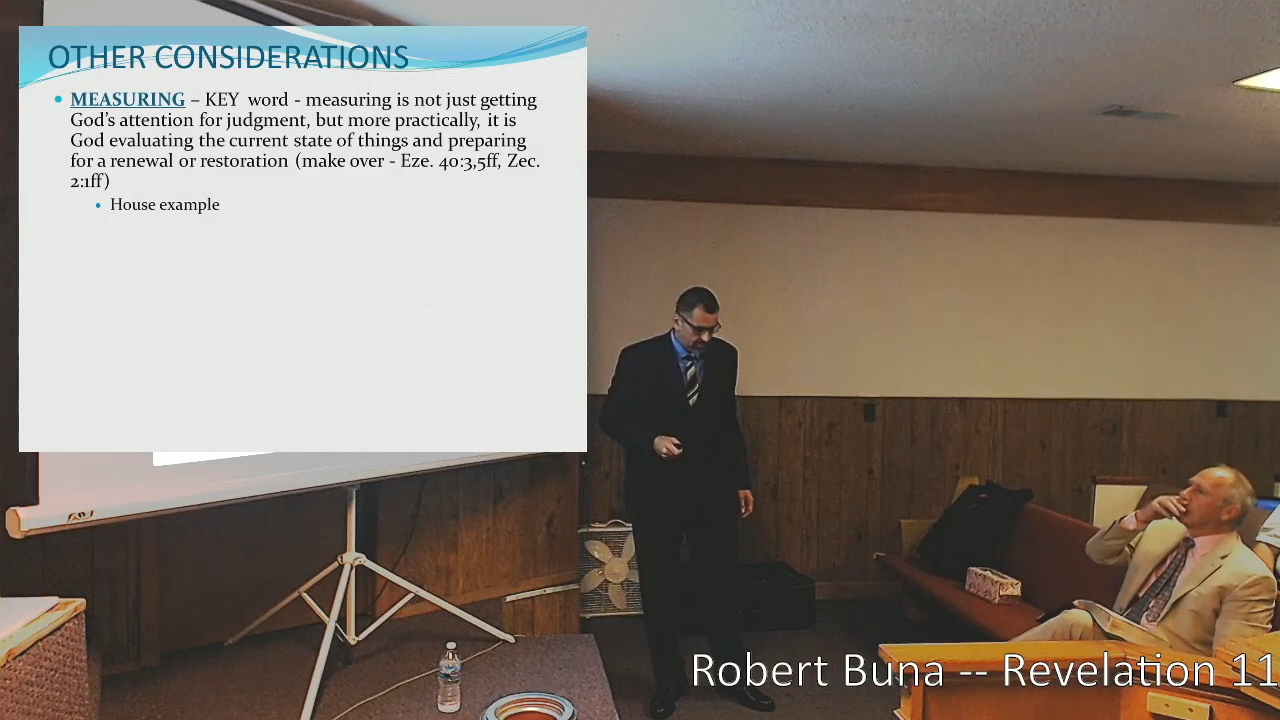 OTHER CONSIDERATIONS
• MEASURING – KEY word - measuring is not just getting
God's attention for judgment, but more practically, it is
God evaluating the current state of things and preparing
for a renewal or restoration (make over - Eze. 40:3,5ff, Zec.
2:1ff)
• House example
Robert Buna -- Revelation 11